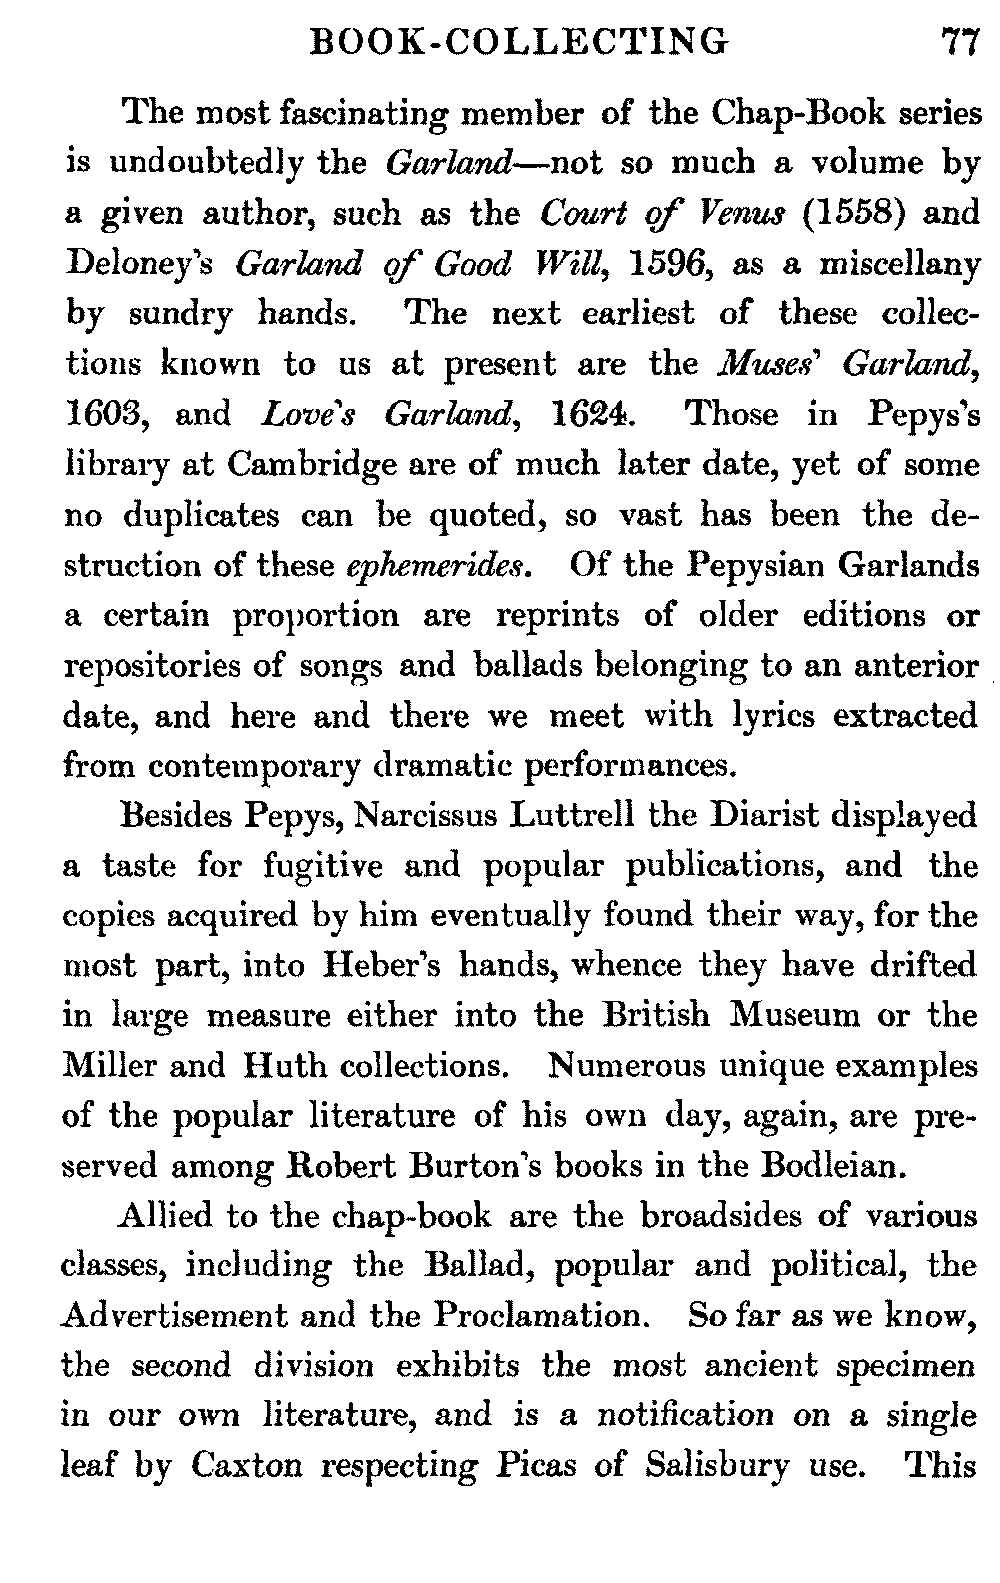 BOOK-COLLECTING 77
The most fascinating member of the Chap-Book series
is undoubtedly the Garland—not so much a volume by
a given author, such as the Court of Venus (1558) and
Deloney's Garland of Good Will, 1596, as a miscellany
by sundry hands. The next earliest of these collec-
tions known to us at present are the Muses' Garland,
1603, and Love's Garland, 1624. Those in Pepys's
library at Cambridge are of much later date, yet of some
no duplicates can be quoted, so vast has been the de-
struction of these ephemerides. Of the Pepysian Garlands
a certain proportion are reprints of older editions or
repositories of songs and ballads belonging to an anterior
date, and here and there we meet with lyrics extracted
from contemporary dramatic performances.
Besides Pepys, Narcissus Luttrell the Diarist displayed
a taste for fugitive and popular publications, and the
copies acquired by him eventually found their way, for the
most part, into Heber's hands, whence they have drifted
in large measure either into the British Museum or the
Miller and Huth collections. Numerous unique examples
of the popular literature of his own day, again, are pre-
served among Robert Burton's books in the Bodleian.
Allied to the chap-book are the broadsides of various
classes, including the Ballad, popular and political, the
Advertisement and the Proclamation. So far as we know,
the second division exhibits the most ancient specimen
in our own literature, and is a notification on a single
leaf by Caxton respecting Picas of Salisbury use. This